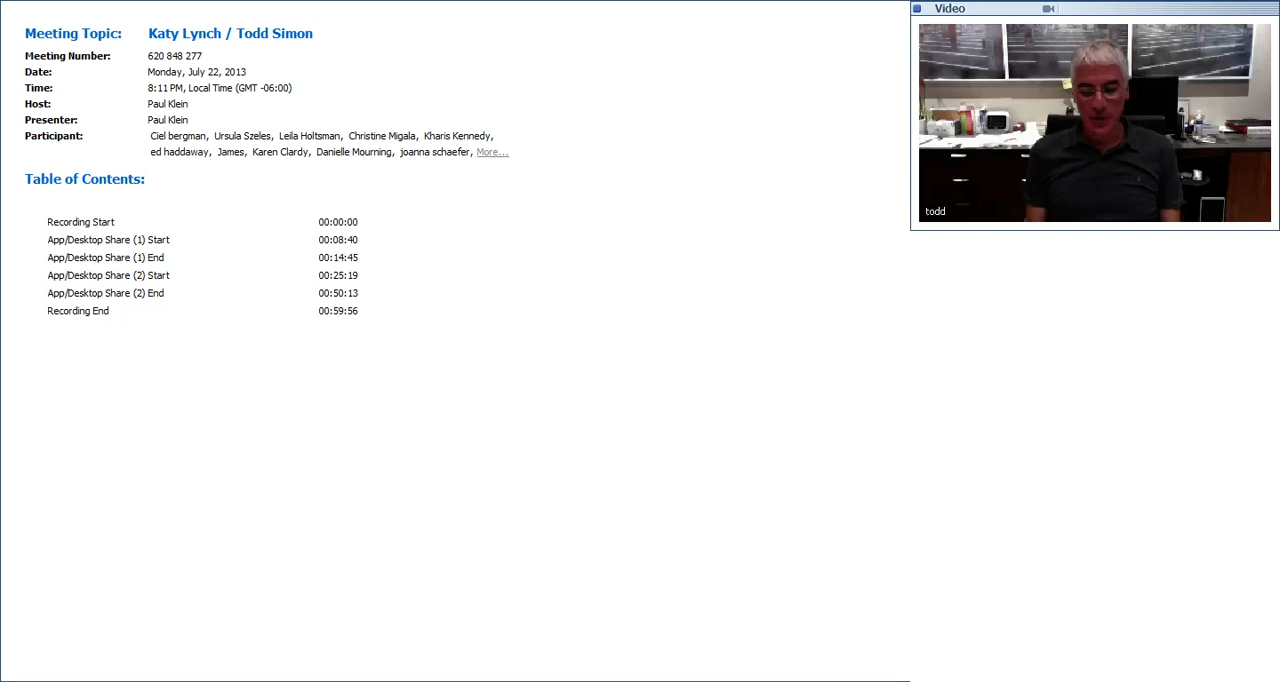 Meeting Topic: Katy Lynch / Todd Simon
Meeting Number: 620 848 277
Date: Monday, July 22, 2013
Time: 8:11 PM, Local Time (GMT -06:00)
Host: Paul Klein
Presenter: Paul Klein
Participant: Ciel bergman, Ursula Szeles, Leila Holtsman, Christine Migala, Kharis Kennedy,
ed haddaway, James, Karen Clardy, Danielle Mourning, joanna schaefer, More...
Table of Contents:
Recording Start 00:00:00
App/Desktop Share (1) Start 00:08:40
App/Desktop Share (1) End 00:14:45
App/Desktop Share (2) Start 00:25:19
App/Desktop Share (2) End 00:50:13
Recording End 00:59:56
Video
todd